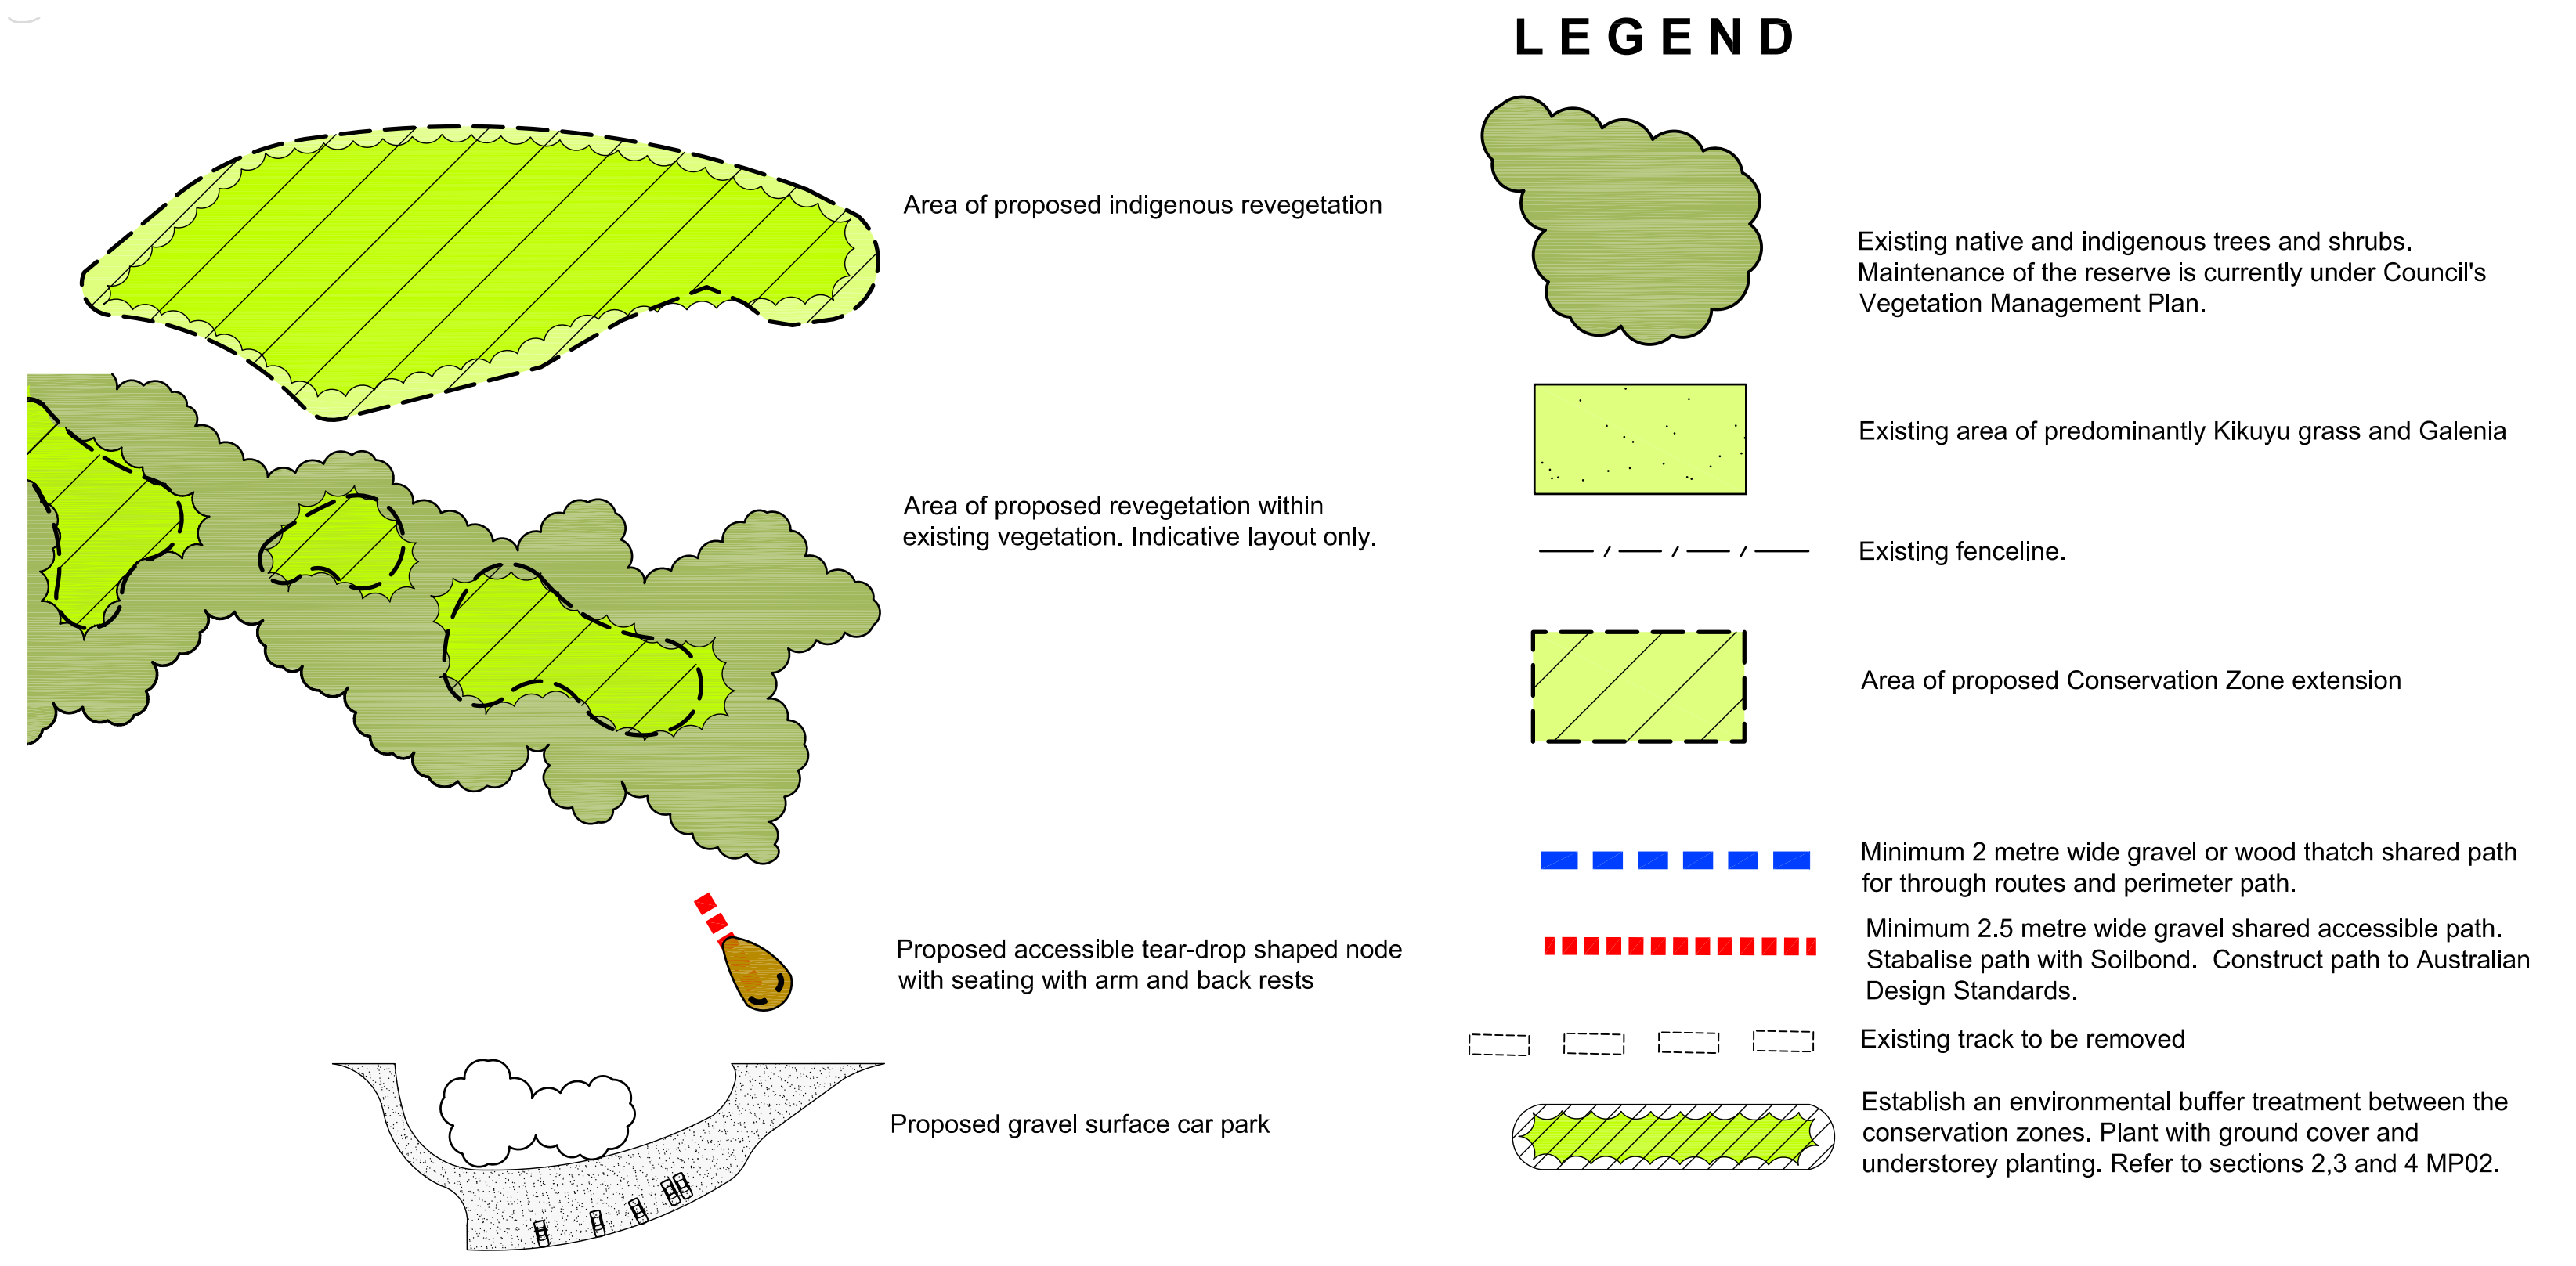 L E G E N D
Area of proposed indigenous revegetation
Area of proposed revegetation within
existing vegetation. Indicative layout only.
Proposed accessible tear-drop shaped node
with seating with arm and back rests
Proposed gravel surface car park
Existing native and indigenous trees and shrubs.
Maintenance of the reserve is currently under Council's
Vegetation Management Plan.
Existing area of predominantly Kikuyu grass and Galenia
Existing fenceline.
Area of proposed Conservation Zone extension
Minimum 2 metre wide gravel or wood thatch shared path
for through routes and perimeter path.
Minimum 2.5 metre wide gravel shared accessible path.
Stabalise path with Soilbond.  Construct path to Australian
Design Standards.
Existing track to be removed
Establish an environmental buffer treatment between the
conservation zones. Plant with ground cover and
understorey planting. Refer to sections 2,3 and 4 MP02.